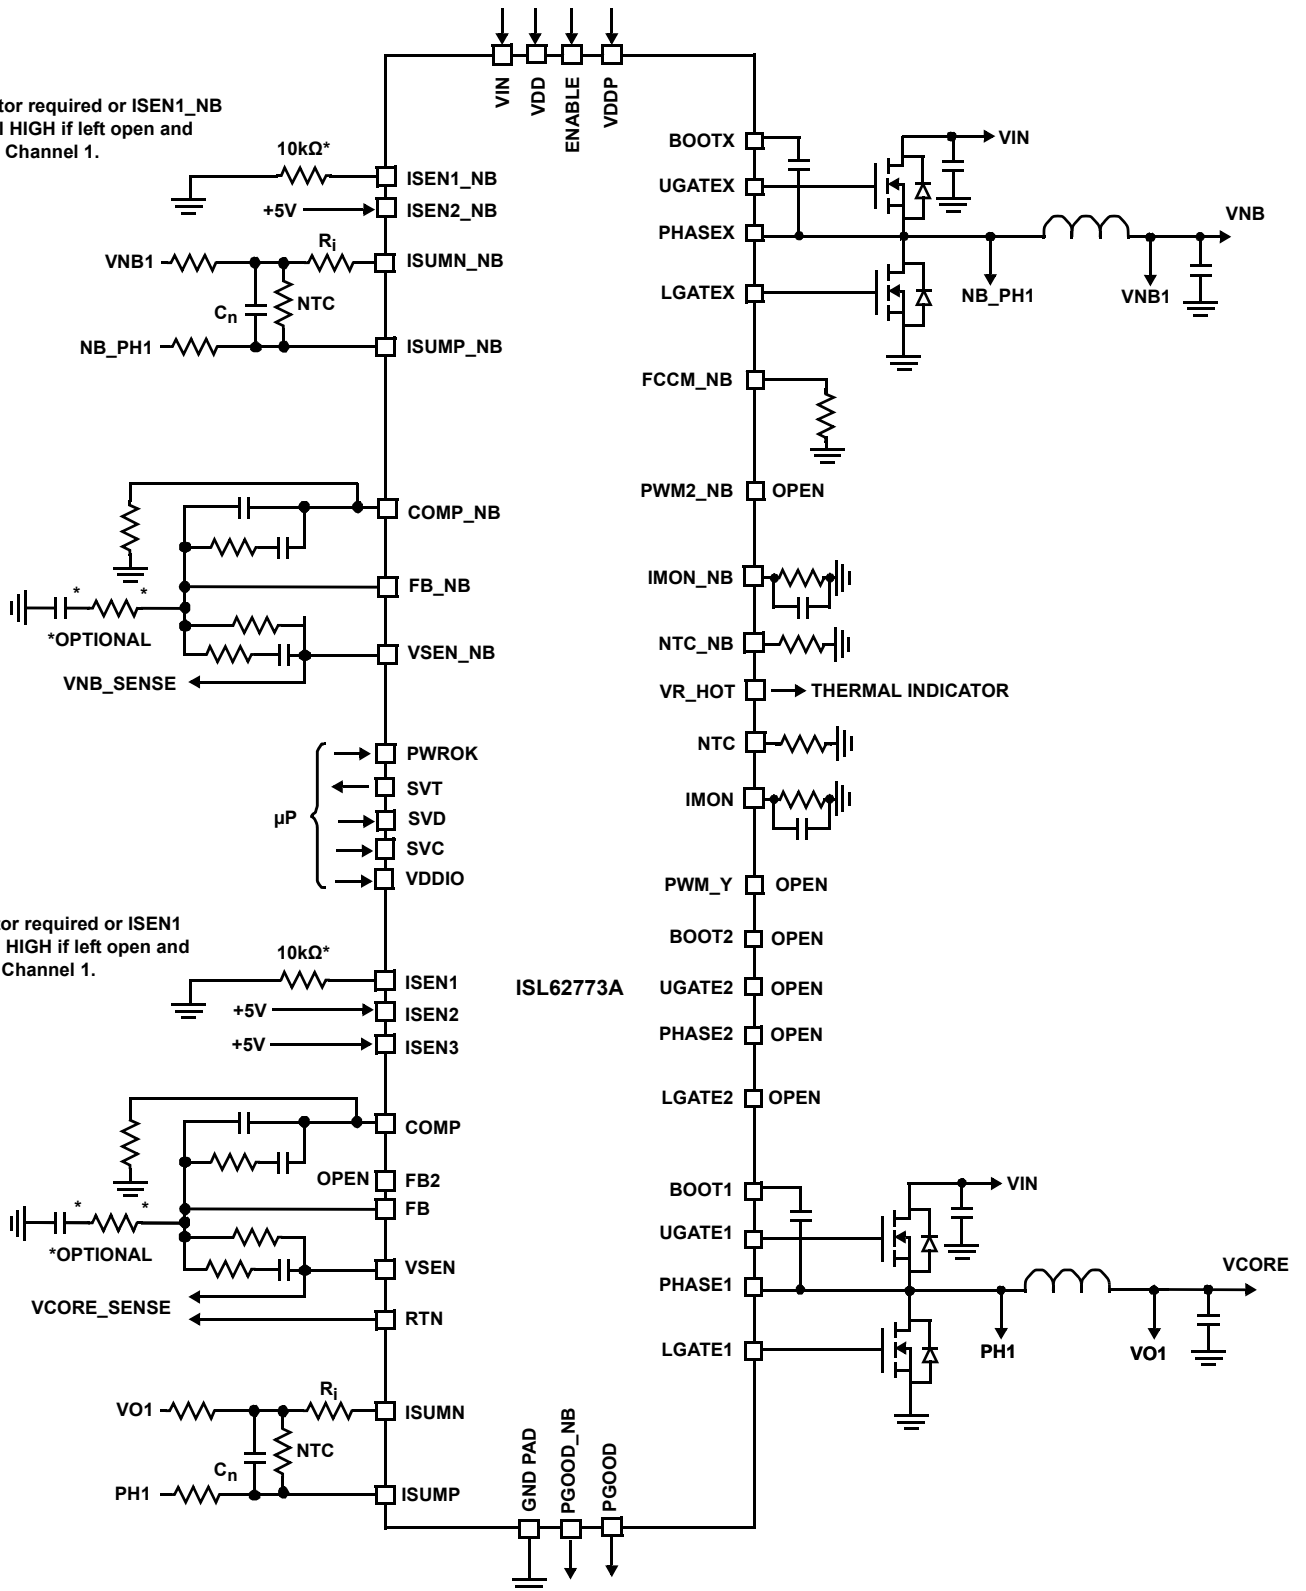 VIN
VDD
ENABLE
VDDP
required or ISEN1_NB
HIGH if left open and
Channel 1.
10kΩ*
ISEN1_NB
+5V
ISEN2_NB
Ri
VNB1
ISUMN_NB
Cn
NTC
NB_PH1
ISUMP_NB
BOOTX
VIN
UGATEX
PHASEX
VNB
LGATEX
NB_PH1
VNB1
FCCM_NB
COMP_NB
PWM2_NB
OPEN
FB_NB
*
*
*OPTIONAL
VSEN_NB
VNB_SENSE
IMON_NB
NTC_NB
VR_HOT
THERMAL INDICATOR
NTC
IMON
µP
PWROK
SVT
SVD
SVC
VDDIO
PWM_Y
OPEN
BOOT2
OPEN
UGATE2
OPEN
PHASE2
OPEN
LGATE2
OPEN
required or ISEN1
HIGH if left open and
Channel 1.
10kΩ*
ISEN1
+5V
ISEN2
+5V
ISEN3
ISL62773A
COMP
OPEN
FB2
FB
*
*
*OPTIONAL
VSEN
VCORE_SENSE
RTN
BOOT1
VIN
UGATE1
PHASE1
VCORE
LGATE1
PH1
VO1
Ri
VO1
ISUMN
Cn
NTC
PH1
ISUMP
GND PAD
PGOOD_NB
PGOOD